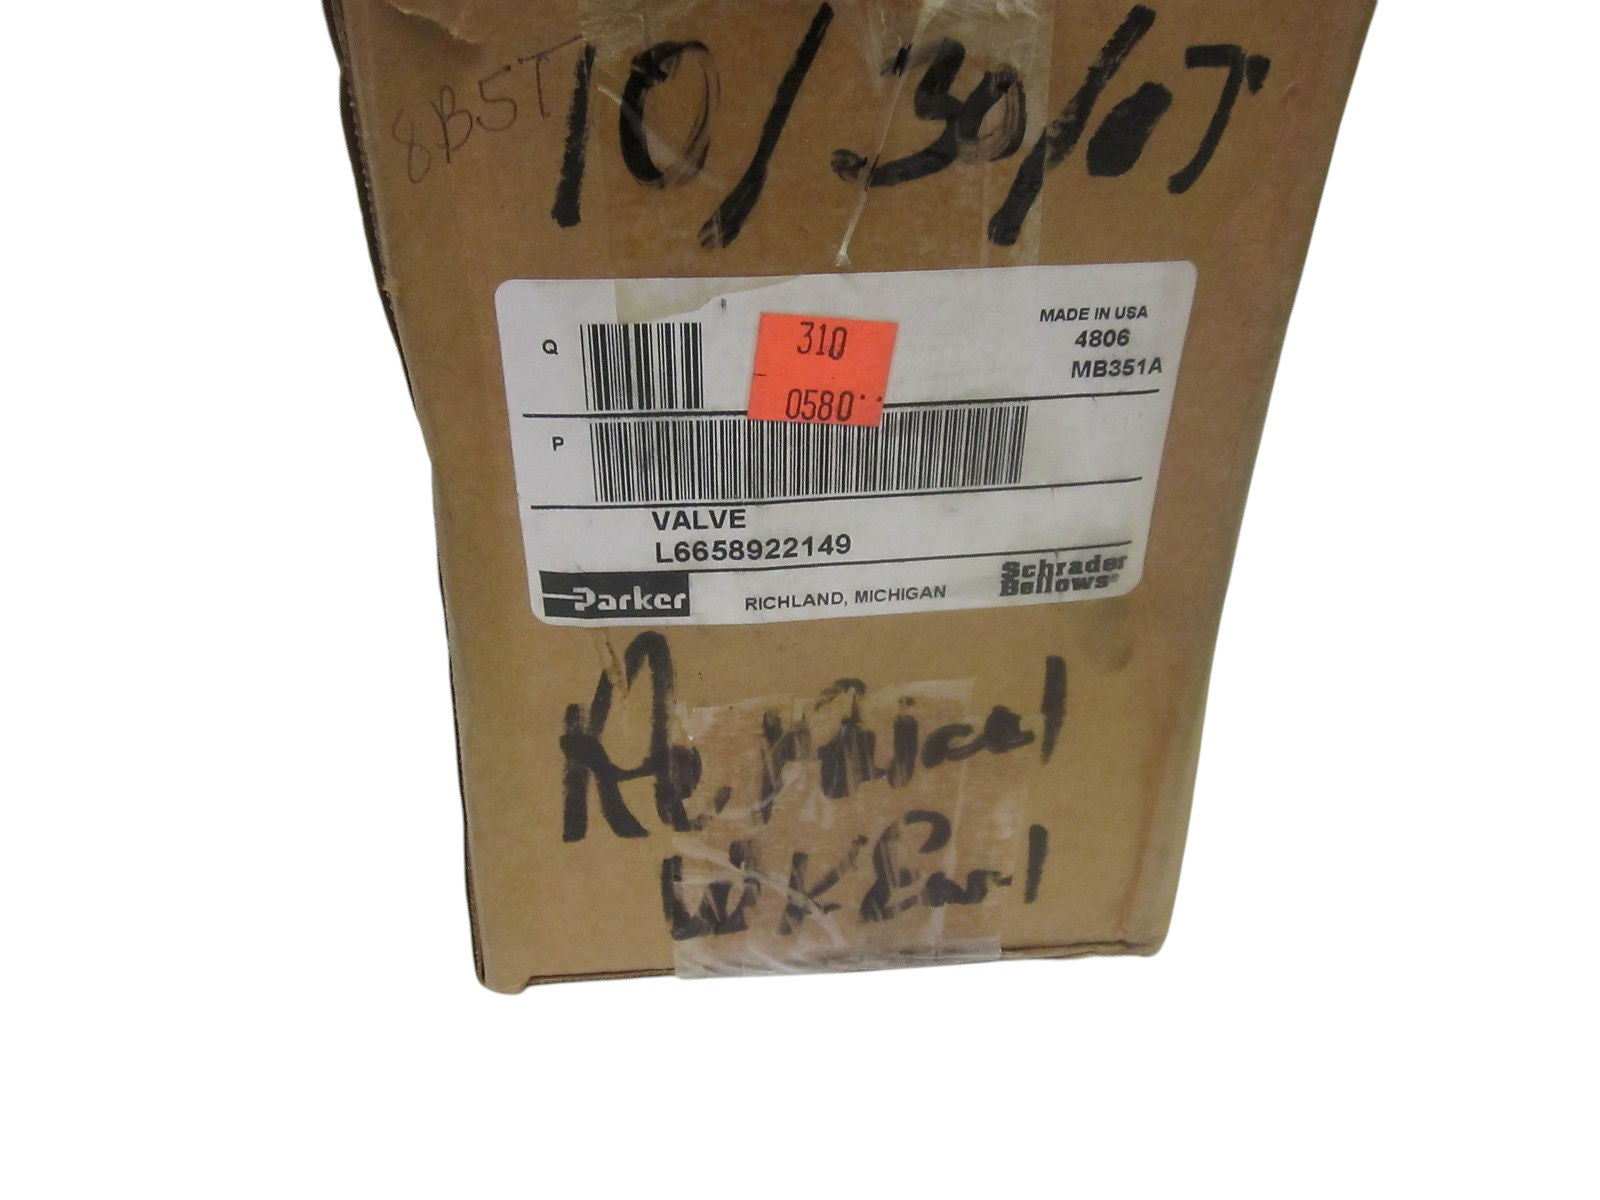 8B5T
10/30/07
MADE IN USA
Q
310
4806
0580
MB351A
P
VALVE
L6658922149
Parker
RICHLAND, MICHIGAN
Schrader
Bellows®